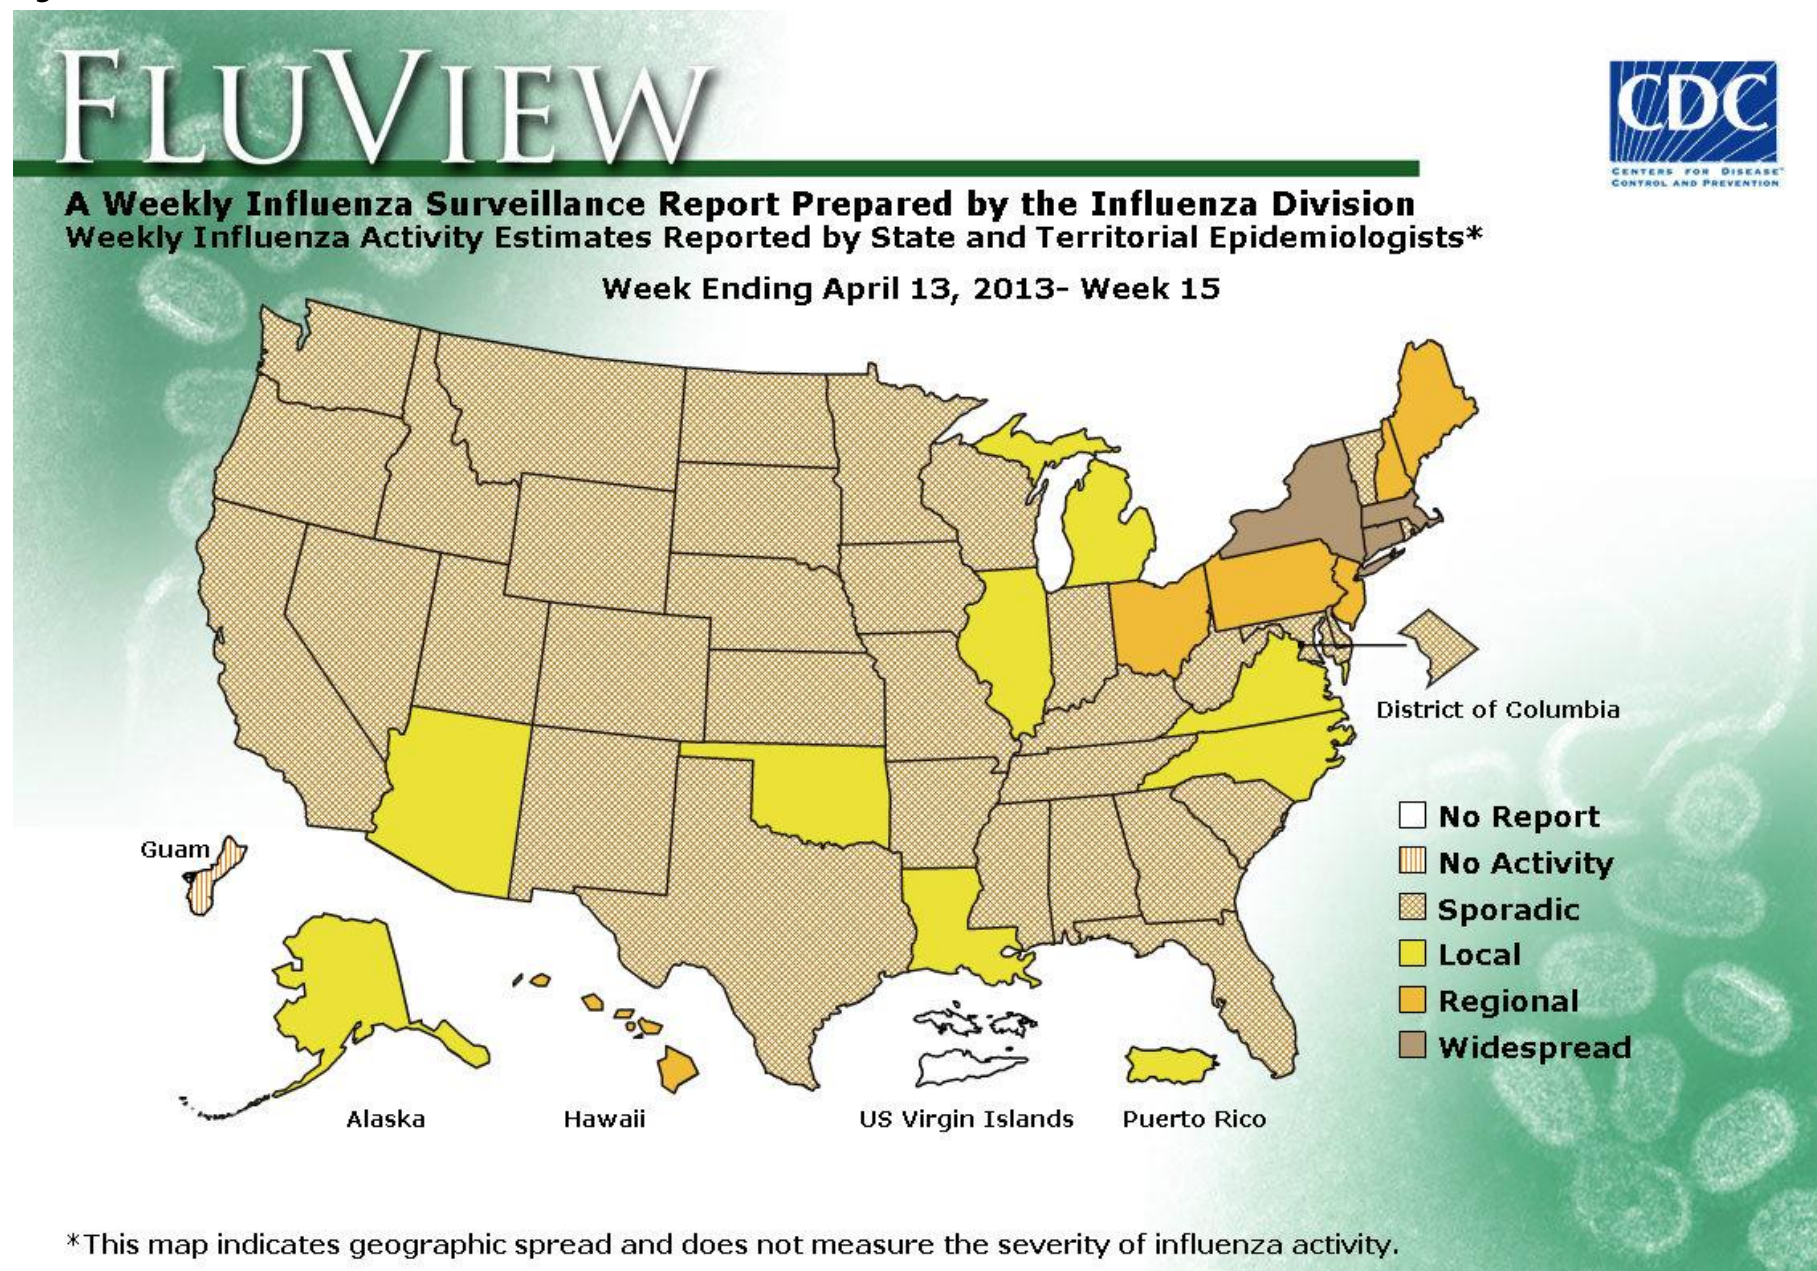 FLUVIEW
CDC
CENTERS FOR DISEASE™
CONTROL AND PREVENTION
A Weekly Influenza Surveillance Report Prepared by the Influenza Division
Weekly Influenza Activity Estimates Reported by State and Territorial Epidemiologists*
Week Ending April 13, 2013- Week 15
District of Columbia
No Report
Guam
No Activity
Sporadic
Local
Regional
Widespread
Alaska
Hawaii
US Virgin Islands
Puerto Rico
*This map indicates geographic spread and does not measure the severity of influenza activity.